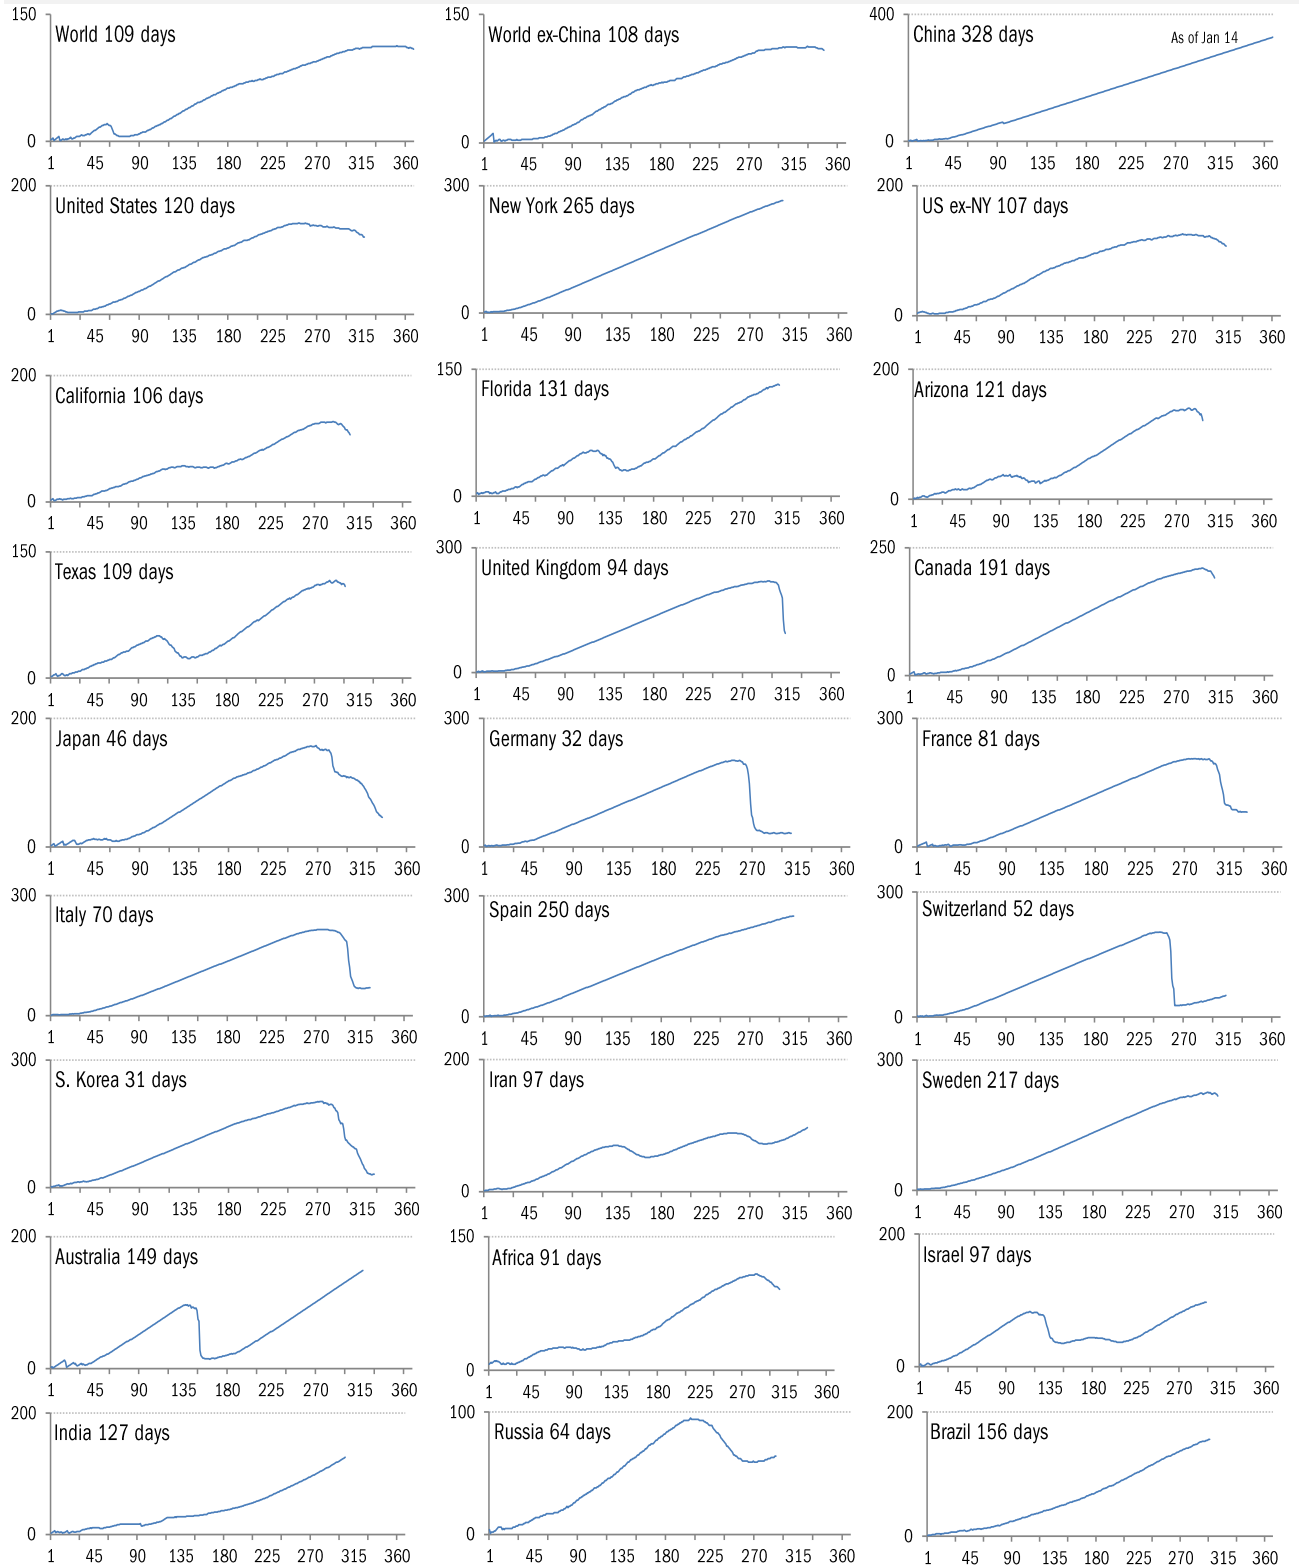 150
World 109 days
0
1 45 90 135 180 225 270 315 360
150
World ex-China 108 days
0
1 45 90 135 180 225 270 315 360
400
China 328 days
As of Jan 14
0
1 45 90 135 180 225 270 315 360
200
United States 120 days
0
1 45 90 135 180 225 270 315 360
300
New York 265 days
0
1 45 90 135 180 225 270 315 360
200
US ex-NY 107 days
0
1 45 90 135 180 225 270 315 360
200
California 106 days
0
1 45 90 135 180 225 270 315 360
150
Florida 131 days
0
1 45 90 135 180 225 270 315 360
200
Arizona 121 days
0
1 45 90 135 180 225 270 315 360
150
Texas 109 days
0
1 45 90 135 180 225 270 315 360
300
United Kingdom 94 days
0
1 45 90 135 180 225 270 315 360
250
Canada 191 days
0
1 45 90 135 180 225 270 315 360
200
Japan 46 days
0
1 45 90 135 180 225 270 315 360
300
Germany 32 days
0
1 45 90 135 180 225 270 315 360
300
France 81 days
0
1 45 90 135 180 225 270 315 360
300
Italy 70 days
0
1 45 90 135 180 225 270 315 360
300
Spain 250 days
0
1 45 90 135 180 225 270 315 360
300
Switzerland 52 days
0
1 45 90 135 180 225 270 315 360
300
S. Korea 31 days
0
1 45 90 135 180 225 270 315 360
200
Iran 97 days
0
1 45 90 135 180 225 270 315 360
300
Sweden 217 days
0
1 45 90 135 180 225 270 315 360
200
Australia 149 days
0
1 45 90 135 180 225 270 315 360
150
Africa 91 days
0
1 45 90 135 180 225 270 315 360
200
Israel 97 days
0
1 45 90 135 180 225 270 315 360
200
India 127 days
0
1 45 90 135 180 225 270 315 360
100
Russia 64 days
0
1 45 90 135 180 225 270 315 360
200
Brazil 156 days
0
1 45 90 135 180 225 270 315 360